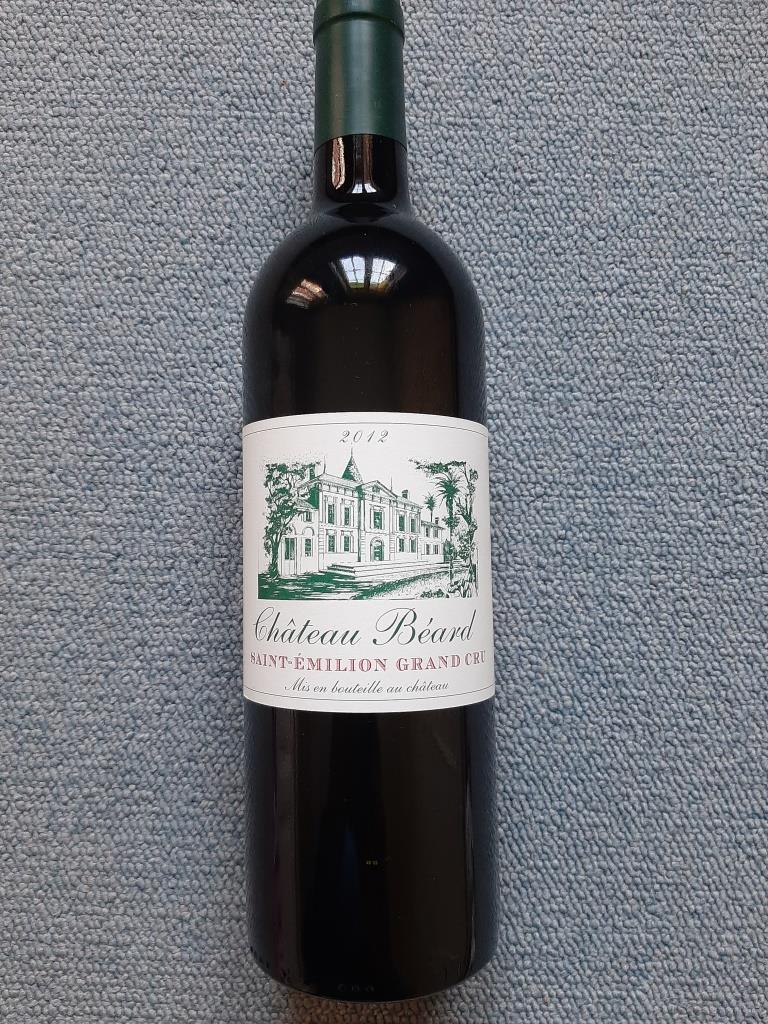 2012
Château Béard
SAINT-ÉMILION GRAND CRU
Mis en bouteille au château